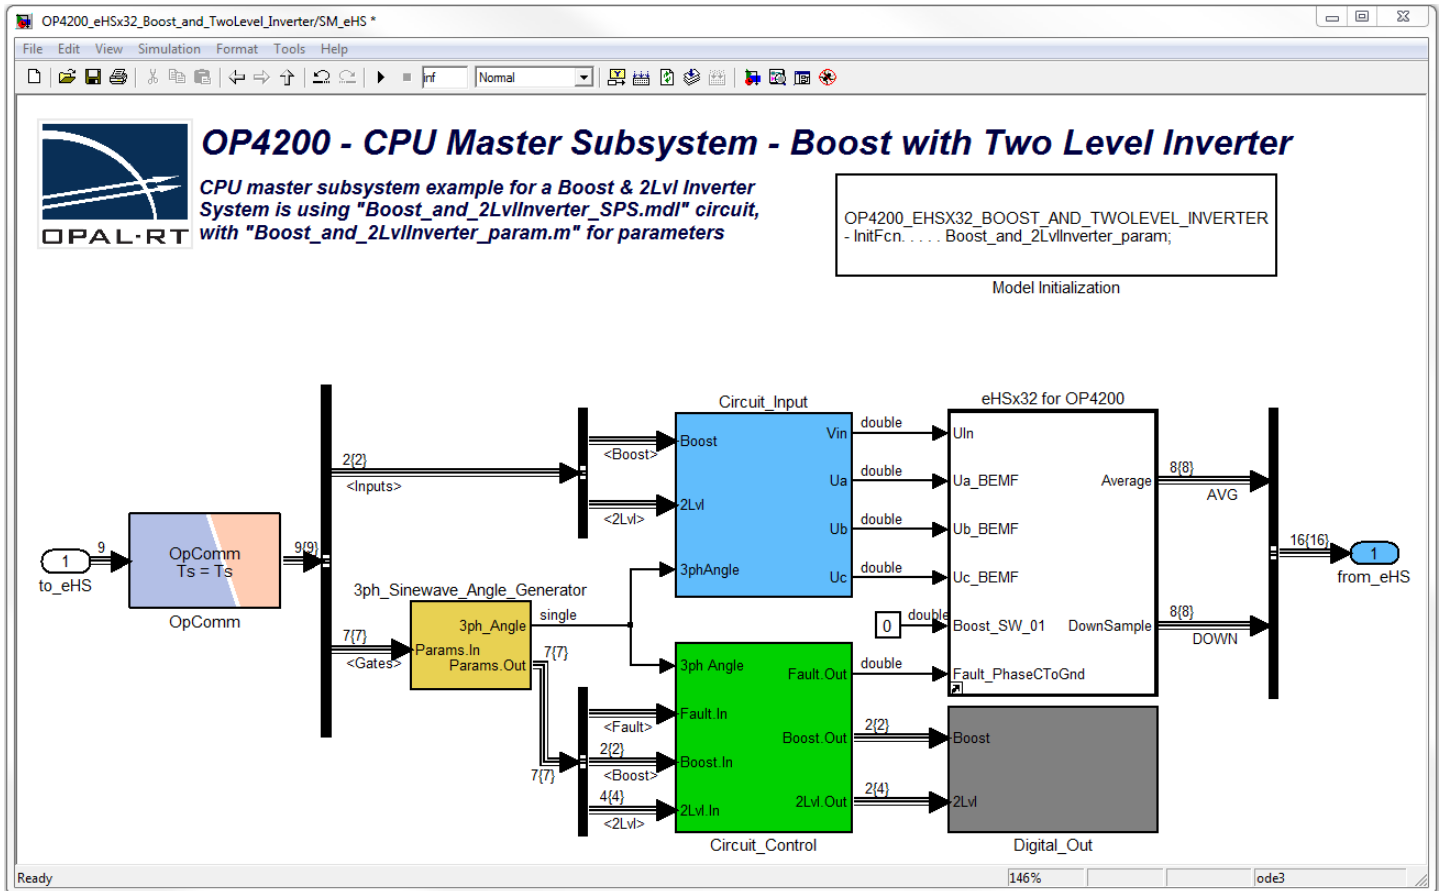 OP4200_eHSx32_Boost_and_TwoLevel_Inverter/SM_eHS *
File Edit View Simulation Format Tools Help
inf Normal
OP4200 - CPU Master Subsystem - Boost with Two Level Inverter
CPU master subsystem example for a Boost & 2Lvl Inverter
System is using "Boost_and_2LvlInverter_SPS.mdl" circuit,
with "Boost_and_2LvlInverter_param.m" for parameters
OPAL-RT
OP4200_EHSX32_BOOST_AND_TWOLEVEL_INVERTER
- InitFcn. . . . . Boost_and_2LvlInverter_param;
Model Initialization
1
to_eHS
9
OpComm
Ts = Ts
OpComm
9{9}
2{2}
<Inputs>
7{7}
<Gates>
3ph_Sinewave_Angle_Generator
3ph_Angle
Params.In
Params.Out
single
7{7}
7{7}
<Boost>
<2Lvl>
<Fault>
2{2}
<Boost>
4{4}
<2Lvl>
Circuit_Input
Boost
2Lvl
3phAngle
Vin
Ua
Ub
Uc
double
double
double
double
3ph Angle
Fault.In
Boost.In
2Lvl.In
Fault.Out
Boost.Out
2Lvl.Out
Circuit_Control
0
double
double
2{2}
2{4}
eHSx32 for OP4200
UIn
Ua_BEMF
Ub_BEMF
Uc_BEMF
Boost_SW_01
Fault_PhaseCToGnd
Average
DownSample
Boost
2Lvl
Digital_Out
8{8}
AVG
8{8}
DOWN
16{16}
1
from_eHS
Ready
146%
ode3